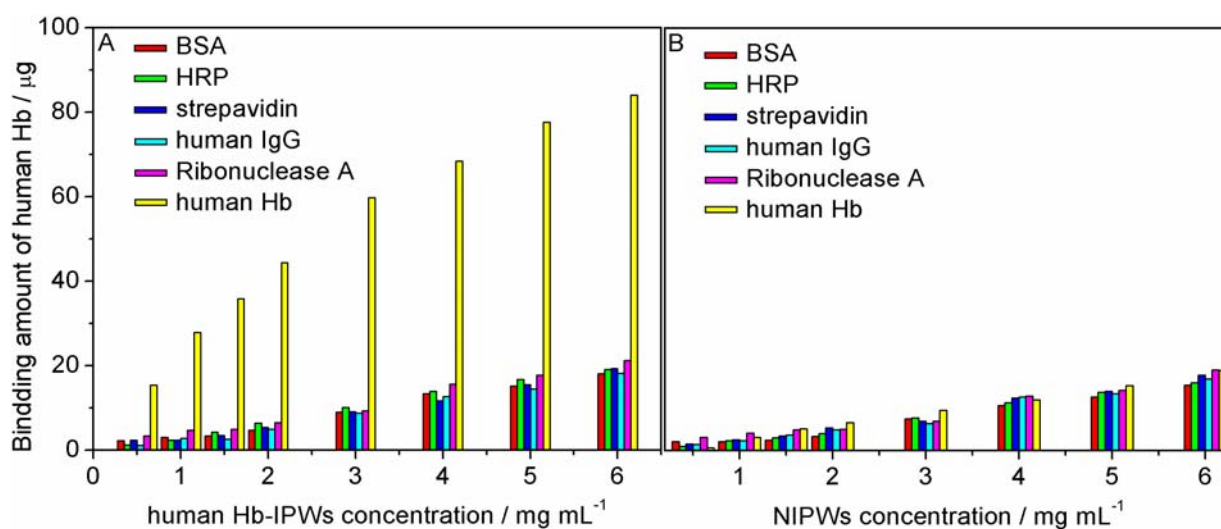 100
80
60
40
20
0
Bindding amount of human Hb / μg
A
BSA
HRP
strepavidin
human IgG
Ribonuclease A
human Hb
0 1 2 3 4 5 6
human Hb-IPWs concentration / mg mL⁻¹
B
BSA
HRP
strepavidin
human IgG
Ribonuclease A
human Hb
1 2 3 4 5 6
NIPWs concentration / mg mL⁻¹